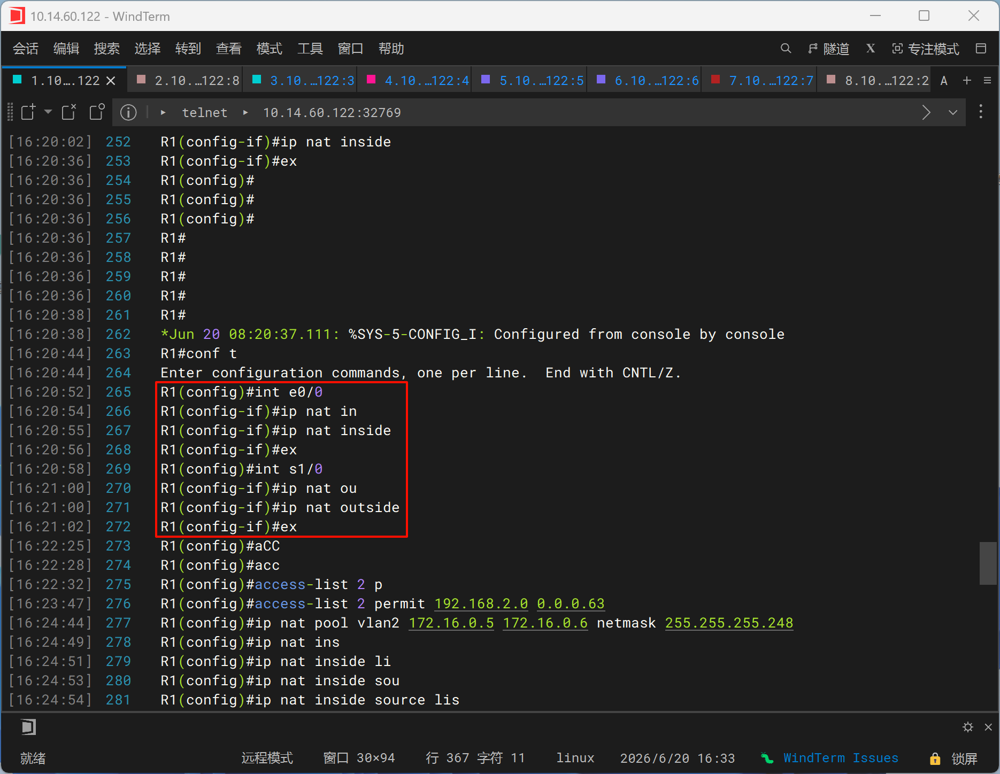 10.14.60.122 - WindTerm
会话 编辑 搜索 选择 转到 查看 模式 工具 窗口 帮助 隧道 X 专注模式
1.10.…122 2.10.…122:8 3.10.…122:3 4.10.…122:4 5.10.…122:5 6.10.…122:6 7.10.…122:7 8.10.…122:2 A
telnet 10.14.60.122:32769
[16:20:02] 252 R1(config-if)#ip nat inside
[16:20:36] 253 R1(config-if)#ex
[16:20:36] 254 R1(config)#
[16:20:36] 255 R1(config)#
[16:20:36] 256 R1(config)#
[16:20:36] 257 R1#
[16:20:36] 258 R1#
[16:20:36] 259 R1#
[16:20:36] 260 R1#
[16:20:38] 261 R1#
[16:20:38] 262 *Jun 20 08:20:37.111: %SYS-5-CONFIG_I: Configured from console by console
[16:20:44] 263 R1#conf t
[16:20:44] 264 Enter configuration commands, one per line.  End with CNTL/Z.
[16:20:52] 265 R1(config)#int e0/0
[16:20:54] 266 R1(config-if)#ip nat in
[16:20:55] 267 R1(config-if)#ip nat inside
[16:20:56] 268 R1(config-if)#ex
[16:20:58] 269 R1(config)#int s1/0
[16:21:00] 270 R1(config-if)#ip nat ou
[16:21:00] 271 R1(config-if)#ip nat outside
[16:21:02] 272 R1(config-if)#ex
[16:22:25] 273 R1(config)#aCC
[16:22:28] 274 R1(config)#acc
[16:22:32] 275 R1(config)#access-list 2 p
[16:23:47] 276 R1(config)#access-list 2 permit 192.168.2.0 0.0.0.63
[16:24:44] 277 R1(config)#ip nat pool vlan2 172.16.0.5 172.16.0.6 netmask 255.255.255.248
[16:24:49] 278 R1(config)#ip nat ins
[16:24:51] 279 R1(config)#ip nat inside li
[16:24:53] 280 R1(config)#ip nat inside sou
[16:24:54] 281 R1(config)#ip nat inside source lis
就绪 远程模式 窗口 30×94 行 367 字符 11 linux 2026/6/20 16:33 WindTerm Issues 锁屏